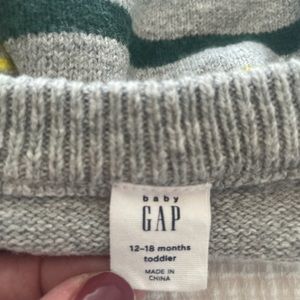 baby
GAP
12-18 months
toddler
MADE IN
CHINA